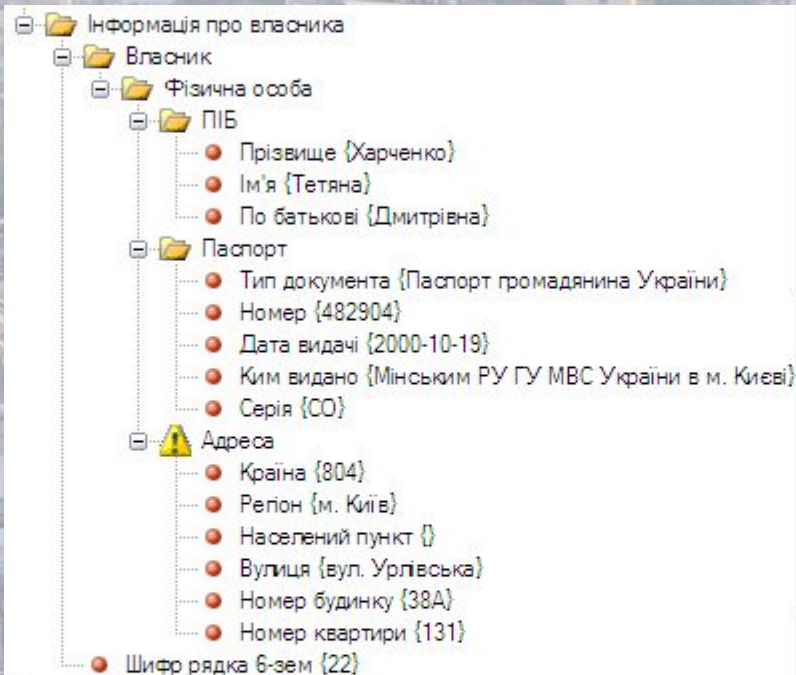 Інформація про власника
Власник
Фізична особа
ПІБ
Прізвище {Харченко}
Ім'я {Тетяна}
По батькові {Дмитрівна}
Паспорт
Тип документа {Паспорт громадянина України}
Номер {482904}
Дата видачі {2000-10-19}
Ким видано {Мінським РУ ГУ МВС України в м. Києві}
Серія {СО}
Адреса
Країна {804}
Регіон {м. Київ}
Населений пункт {}
Вулиця {вул. Урлівська}
Номер будинку {38А}
Номер квартири {131}
Шифр рядка 6-зем {22}